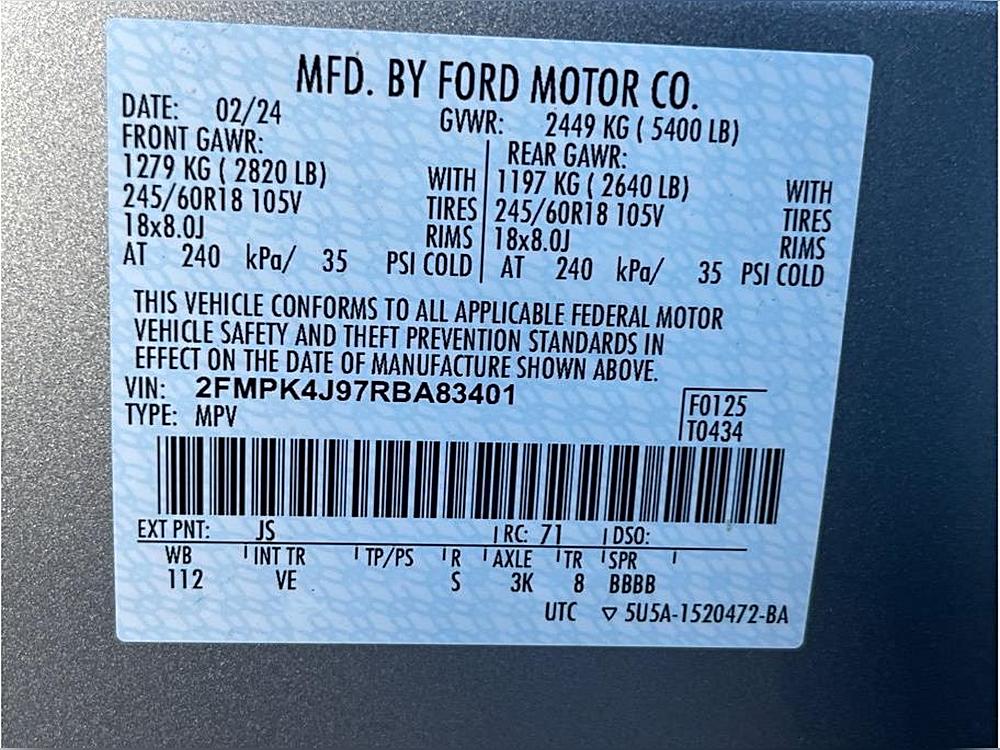 MFD. BY FORD MOTOR CO.
DATE: 02/24 GVWR: 2449 KG ( 5400 LB)
FRONT GAWR: REAR GAWR:
1279 KG ( 2820 LB) WITH 1197 KG ( 2640 LB) WITH
245/60R18 105V TIRES 245/60R18 105V TIRES
18x8.0J RIMS 18x8.0J RIMS
AT 240 kPa/ 35 PSI COLD AT 240 kPa/ 35 PSI COLD
THIS VEHICLE CONFORMS TO ALL APPLICABLE FEDERAL MOTOR
VEHICLE SAFETY AND THEFT PREVENTION STANDARDS IN
EFFECT ON THE DATE OF MANUFACTURE SHOWN ABOVE.
VIN: 2FMPK4J97RBA83401
TYPE: MPV
F0125
T0434
EXT PNT: JS RC: 71 DSO:
WB INT TR TP/PS R AXLE TR SPR
112 VE S 3K 8 BBBB
UTC ▽ 5U5A-1520472-BA